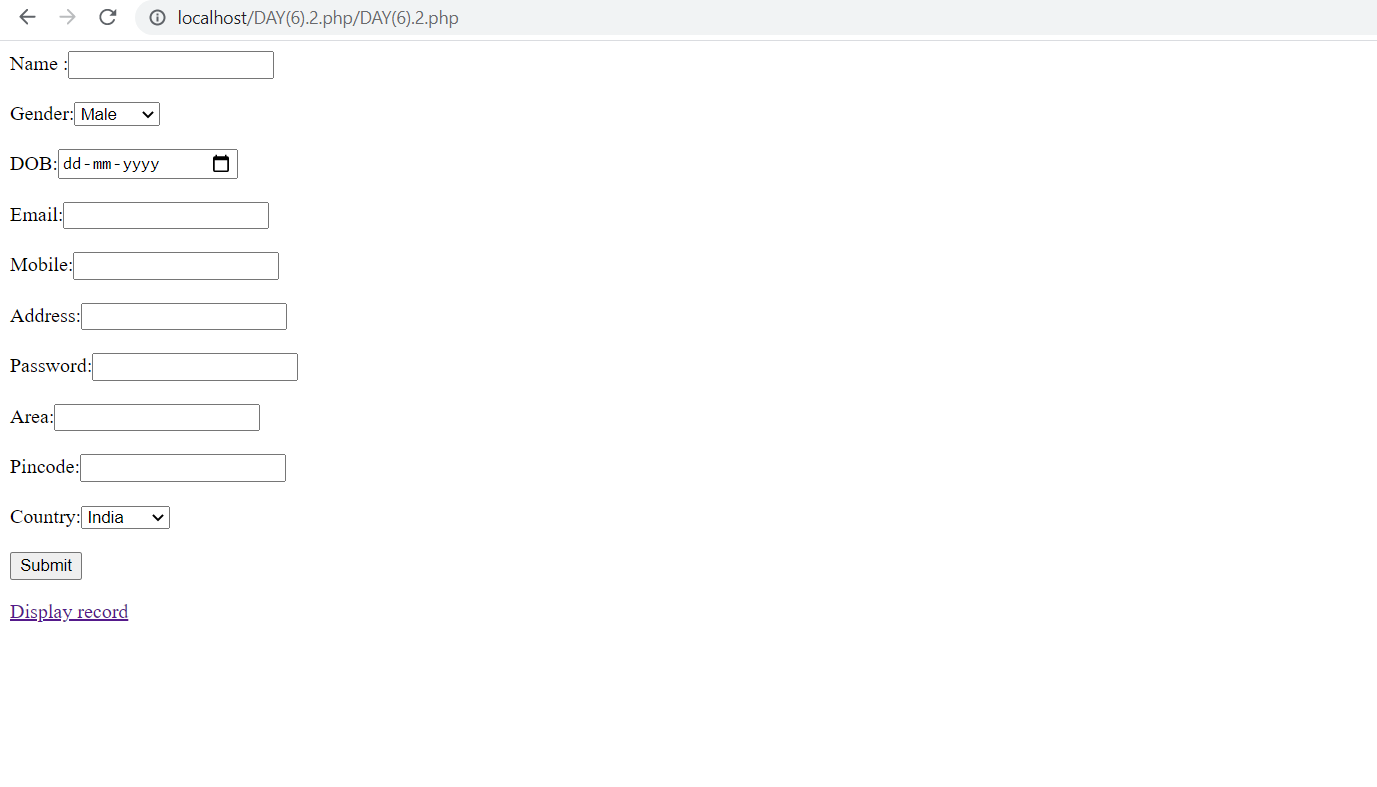 localhost/DAY(6).2.php/DAY(6).2.php
Name :
Gender: Male
DOB: dd-mm-yyyy
Email:
Mobile:
Address:
Password:
Area:
Pincode:
Country: India
Submit
Display record